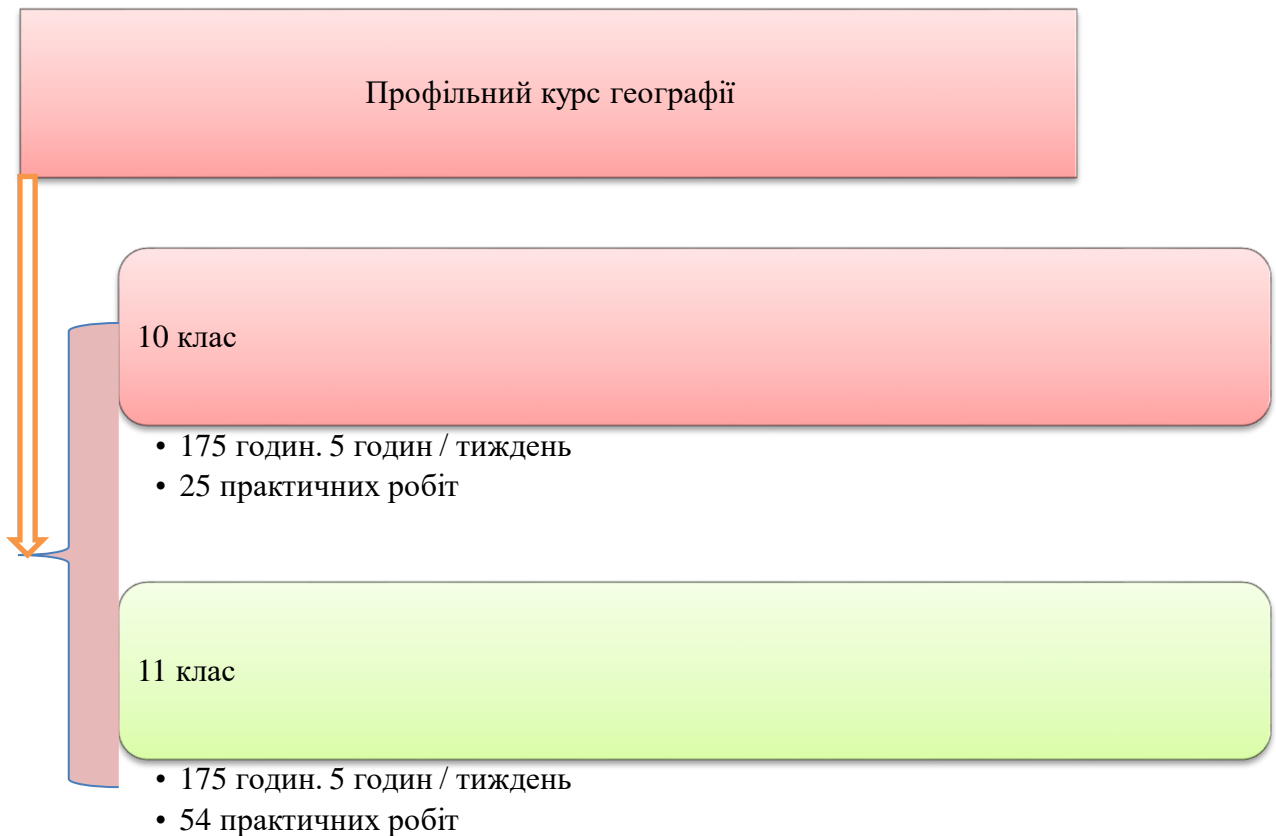 Профільний курс географії
10 клас
• 175 годин. 5 годин / тиждень
• 25 практичних робіт
11 клас
• 175 годин. 5 годин / тиждень
• 54 практичних робіт